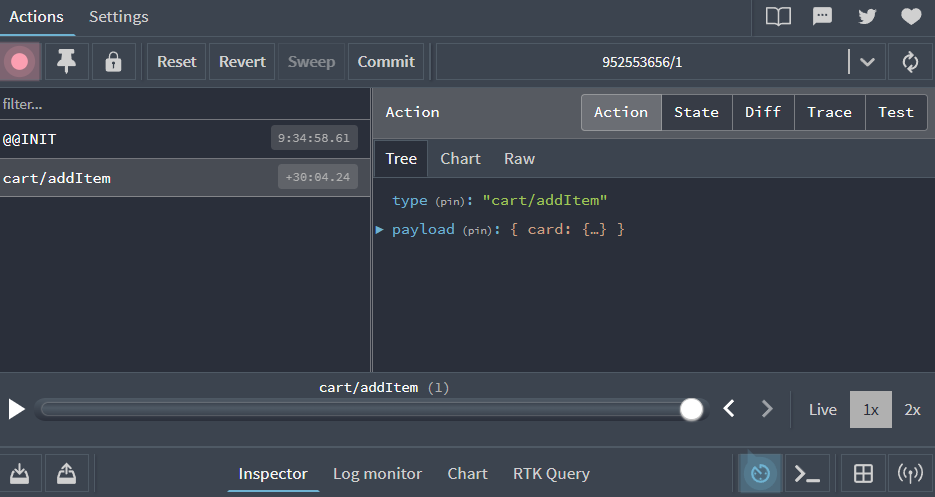 Actions Settings
Reset Revert Sweep Commit 952553656/1
filter...
Action Action State Diff Trace Test
@@INIT 9:34:58.61
Tree Chart Raw
cart/addItem +30:04.24
type (pin): "cart/addItem"
▶ payload (pin): { card: {…} }
cart/addItem (1)
Live 1x 2x
Inspector Log monitor Chart RTK Query